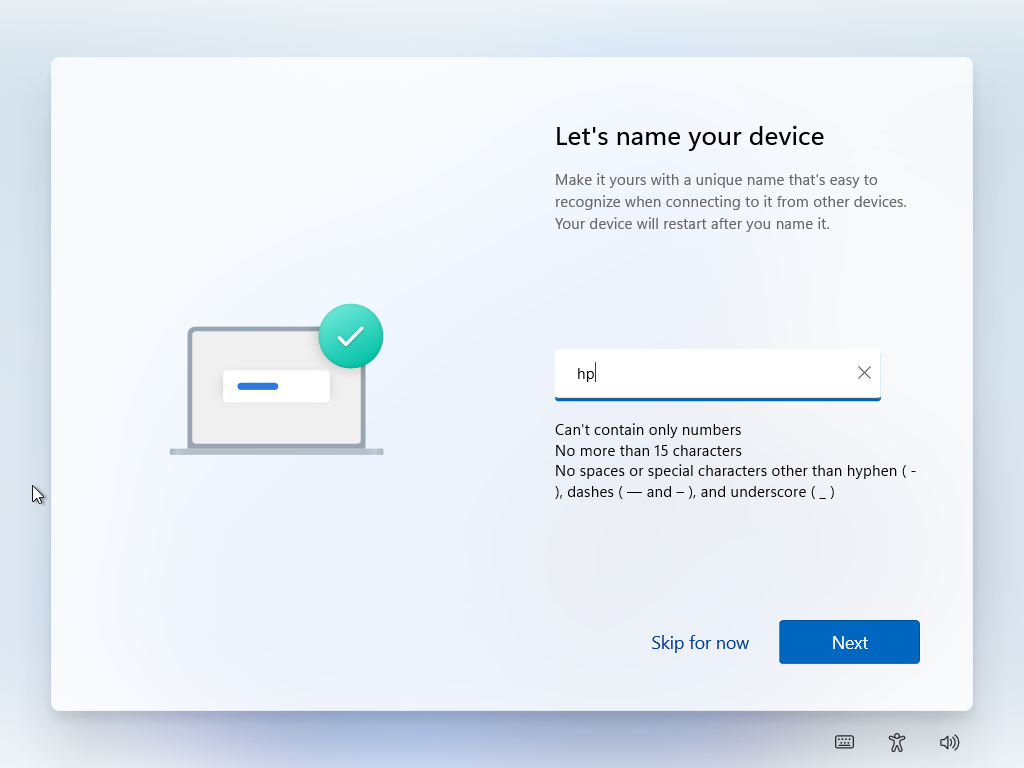 Let's name your device
Make it yours with a unique name that's easy to
recognize when connecting to it from other devices.
Your device will restart after you name it.
hp
Can't contain only numbers
No more than 15 characters
No spaces or special characters other than hyphen ( -
), dashes ( — and – ), and underscore ( _ )
Skip for now
Next